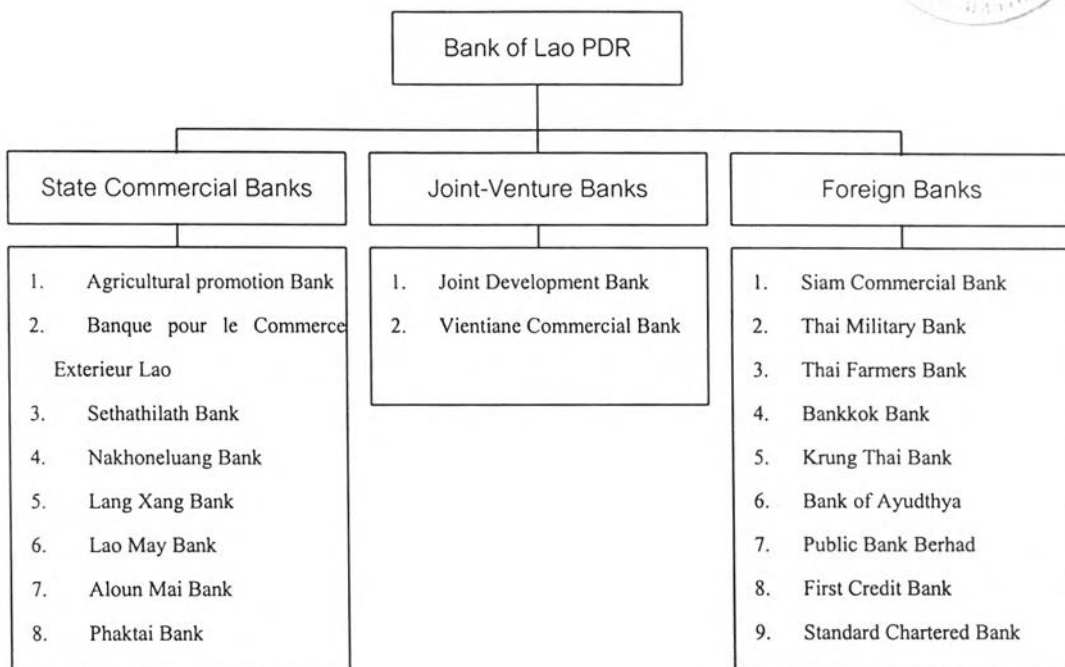 Bank of Lao PDR
State Commercial Banks
1. Agricultural promotion Bank
2. Banque pour le Commerce
Exterieur Lao
3. Sethathilath Bank
4. Nakhoneluang Bank
5. Lang Xang Bank
6. Lao May Bank
7. Aloun Mai Bank
8. Phaktai Bank
Joint-Venture Banks
1. Joint Development Bank
2. Vientiane Commercial Bank
Foreign Banks
1. Siam Commercial Bank
2. Thai Military Bank
3. Thai Farmers Bank
4. Bankkok Bank
5. Krung Thai Bank
6. Bank of Ayudthya
7. Public Bank Berhad
8. First Credit Bank
9. Standard Chartered Bank